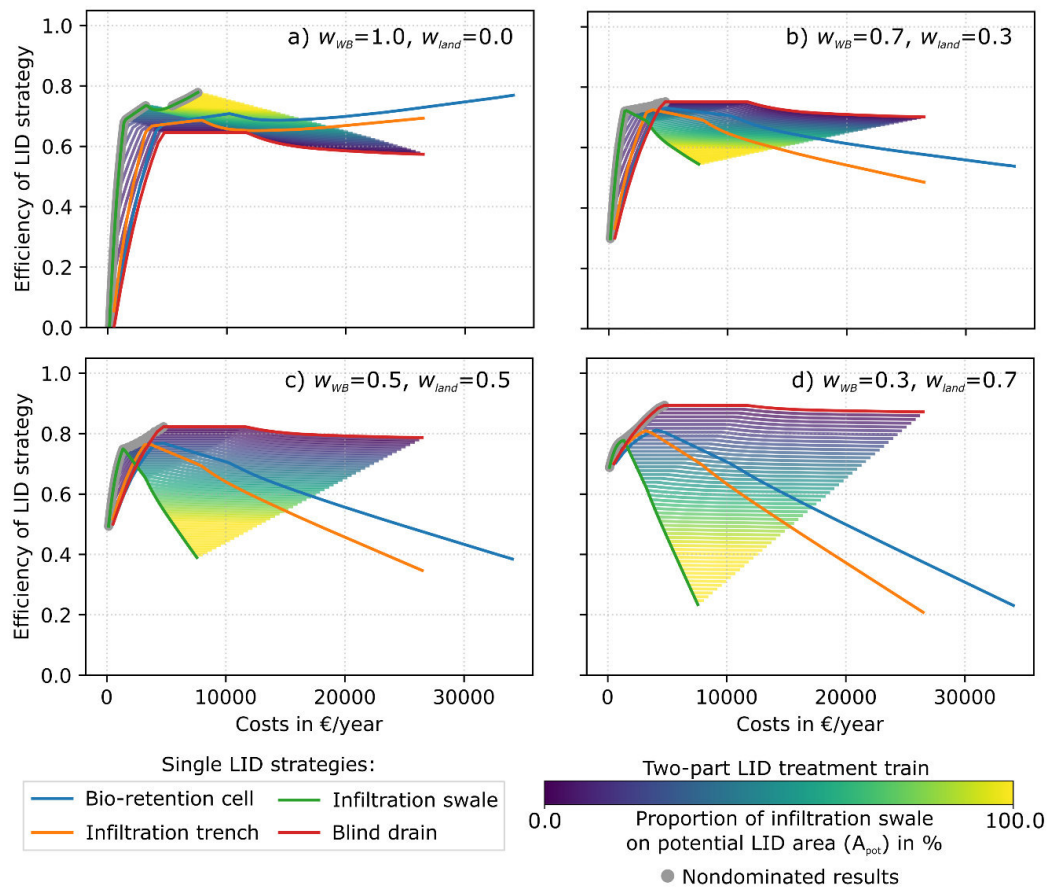 a) w_WB=1.0, w_land=0.0
b) w_WB=0.7, w_land=0.3
1.0
0.8
0.6
0.4
0.2
0.0
Efficiency of LID strategy
c) w_WB=0.5, w_land=0.5
d) w_WB=0.3, w_land=0.7
1.0
0.8
0.6
0.4
0.2
0.0
Efficiency of LID strategy
0 10000 20000 30000
Costs in €/year
0 10000 20000 30000
Costs in €/year
Single LID strategies:
Bio-retention cell
Infiltration swale
Infiltration trench
Blind drain
Two-part LID treatment train
0.0
100.0
Proportion of infiltration swale
on potential LID area (A_pot) in %
Nondominated results